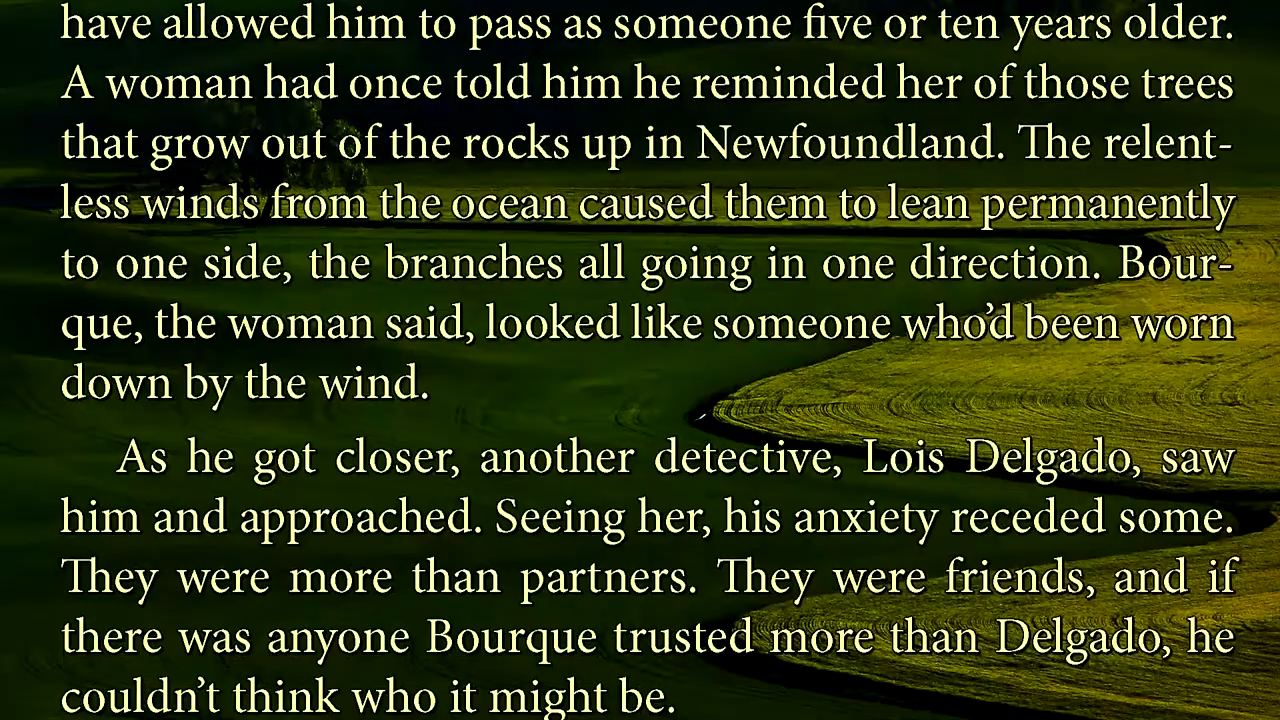 have allowed him to pass as someone five or ten years older.
A woman had once told him he reminded her of those trees
that grow out of the rocks up in Newfoundland. The relent-
less winds from the ocean caused them to lean permanently
to one side, the branches all going in one direction. Bour-
que, the woman said, looked like someone who’d been worn
down by the wind.
As he got closer, another detective, Lois Delgado, saw
him and approached. Seeing her, his anxiety receded some.
They were more than partners. They were friends, and if
there was anyone Bourque trusted more than Delgado, he
couldn’t think who it might be.